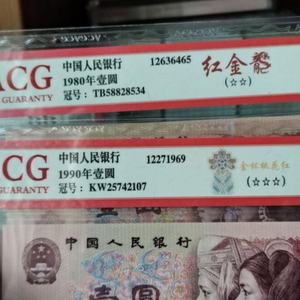 ACG
GUARANTY
中国人民银行
1980年壹圆
冠号：TB58828534
12636465
红金龙
(☆☆)
ACG
GUARANTY
中国人民银行
1990年壹圆
冠号：KW25742107
12271969
(☆☆☆)
中国人民银行
壹圆